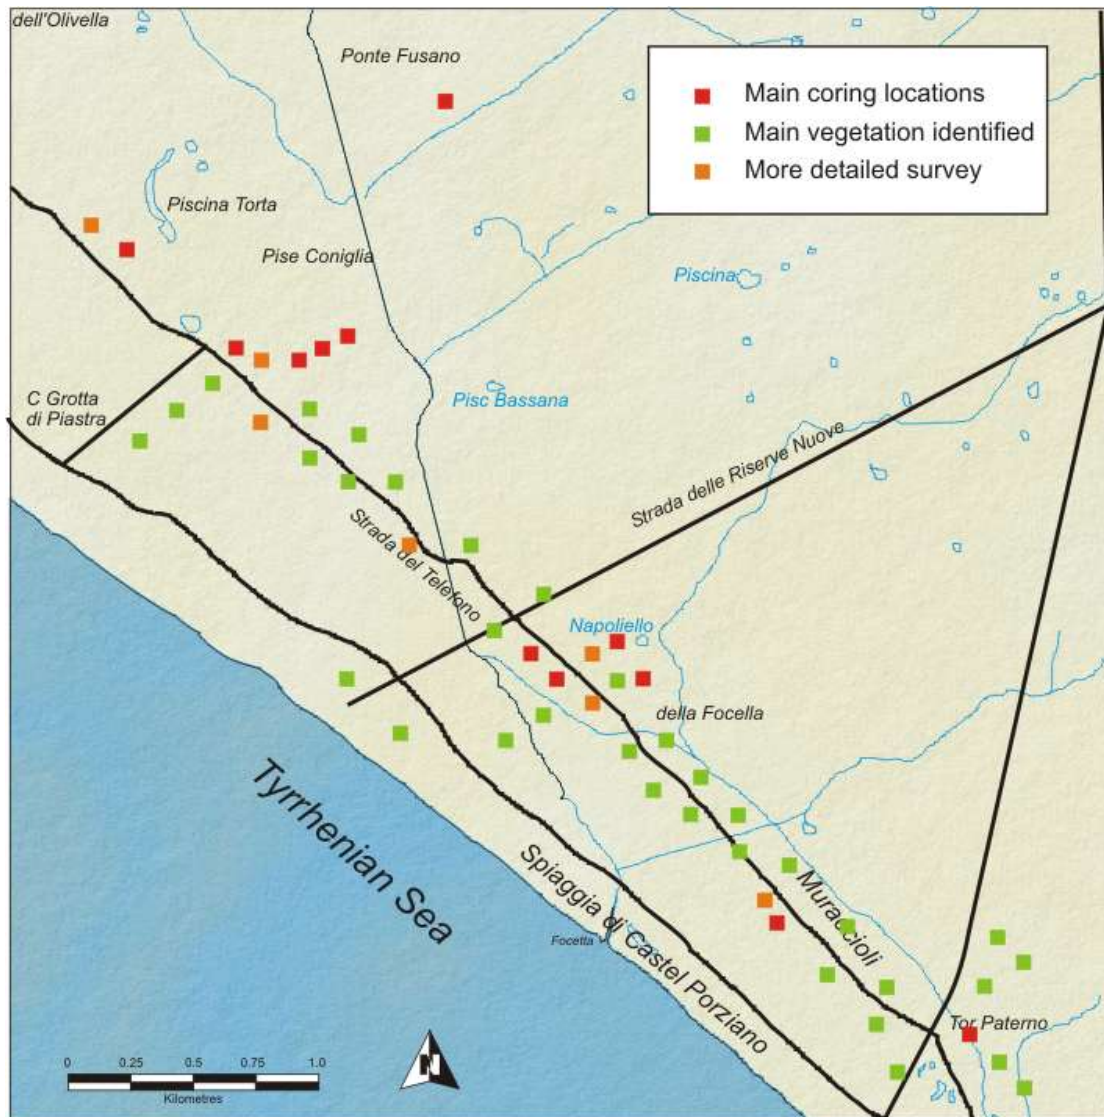 dell'Olivella
Ponte Fusano
Main coring locations
Main vegetation identified
More detailed survey
Piscina Torta
Pise Coniglia
Piscina
C Grotta
di Piastra
Pisc Bassana
Strada delle Riserve Nuove
Strada del Telefono
Napoliello
della Focella
Tyrrhenian Sea
Spiaggia di Castel Porziano
Muraccioli
Focetta
Tor Paterno
0 0.25 0.5 0.75 1.0
Kilometres
N